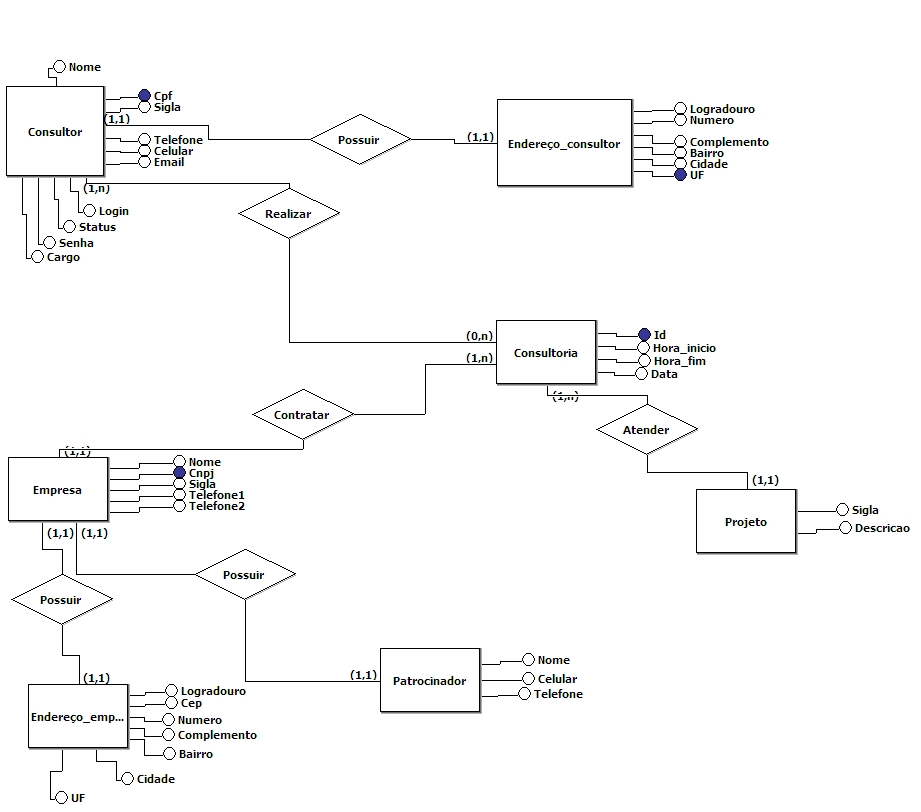 Nome
Cpf
Sigla
(1,1)
Consultor
Telefone
Celular
Email
(1,n)
Login
Status
Senha
Cargo
Possuir
(1,1)
Endereço_consultor
Logradouro
Numero
Complemento
Bairro
Cidade
UF
Realizar
(0,n)
(1,n)
Consultoria
Id
Hora_inicio
Hora_fim
Data
(1,n)
Contratar
Atender
(1,1)
(1,1)
Empresa
Nome
Cnpj
Sigla
Telefone1
Telefone2
Projeto
Sigla
Descricao
(1,1)
(1,1)
Possuir
Possuir
(1,1)
(1,1)
Patrocinador
Nome
Celular
Telefone
Endereço_emp...
Logradouro
Cep
Numero
Complemento
Bairro
Cidade
UF